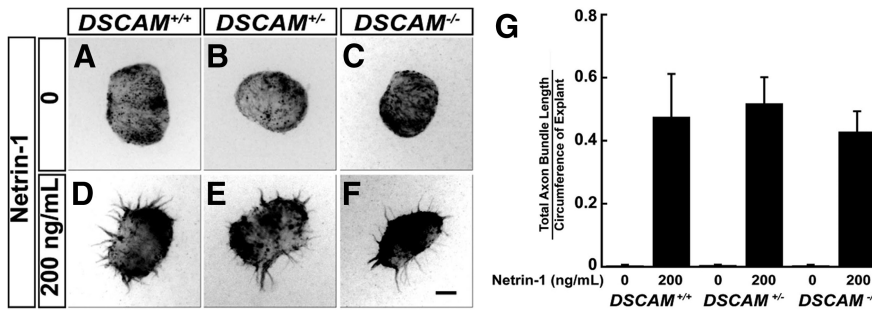 DSCAM+/+ DSCAM+/- DSCAM-/-
Netrin-1
0
A B C
200 ng/mL
D E F
G
Total Axon Bundle Length
Circumference of Explant
0.8
0.6
0.4
0.2
0
Netrin-1 (ng/mL) 0 200 0 200 0 200
DSCAM+/+ DSCAM+/- DSCAM-/